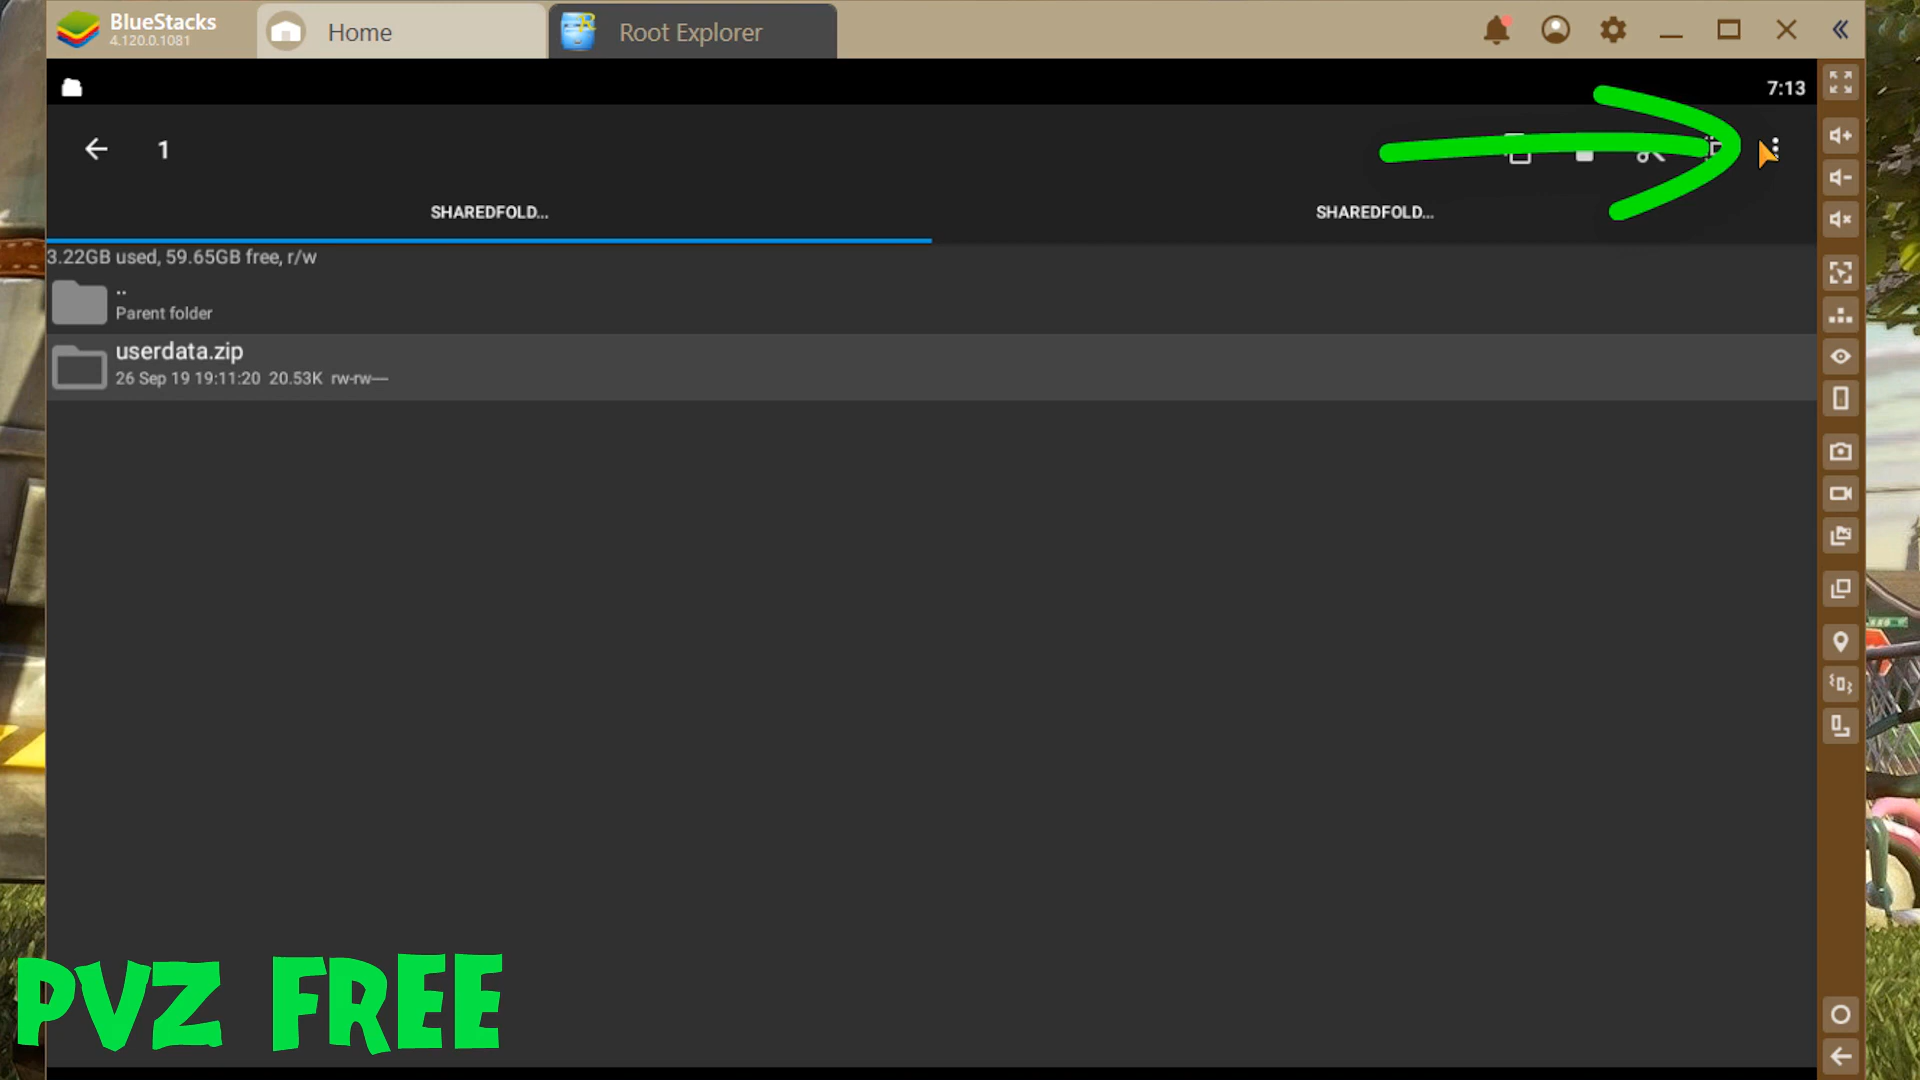 BlueStacks
4.120.0.1081
Home
Root Explorer
7:13
1
SHAREDFOLD...
SHAREDFOLD...
3.22GB used, 59.65GB free, r/w
..
Parent folder
userdata.zip
26 Sep 19 19:11:20 20.53K rw-rw----
PVZ FREE